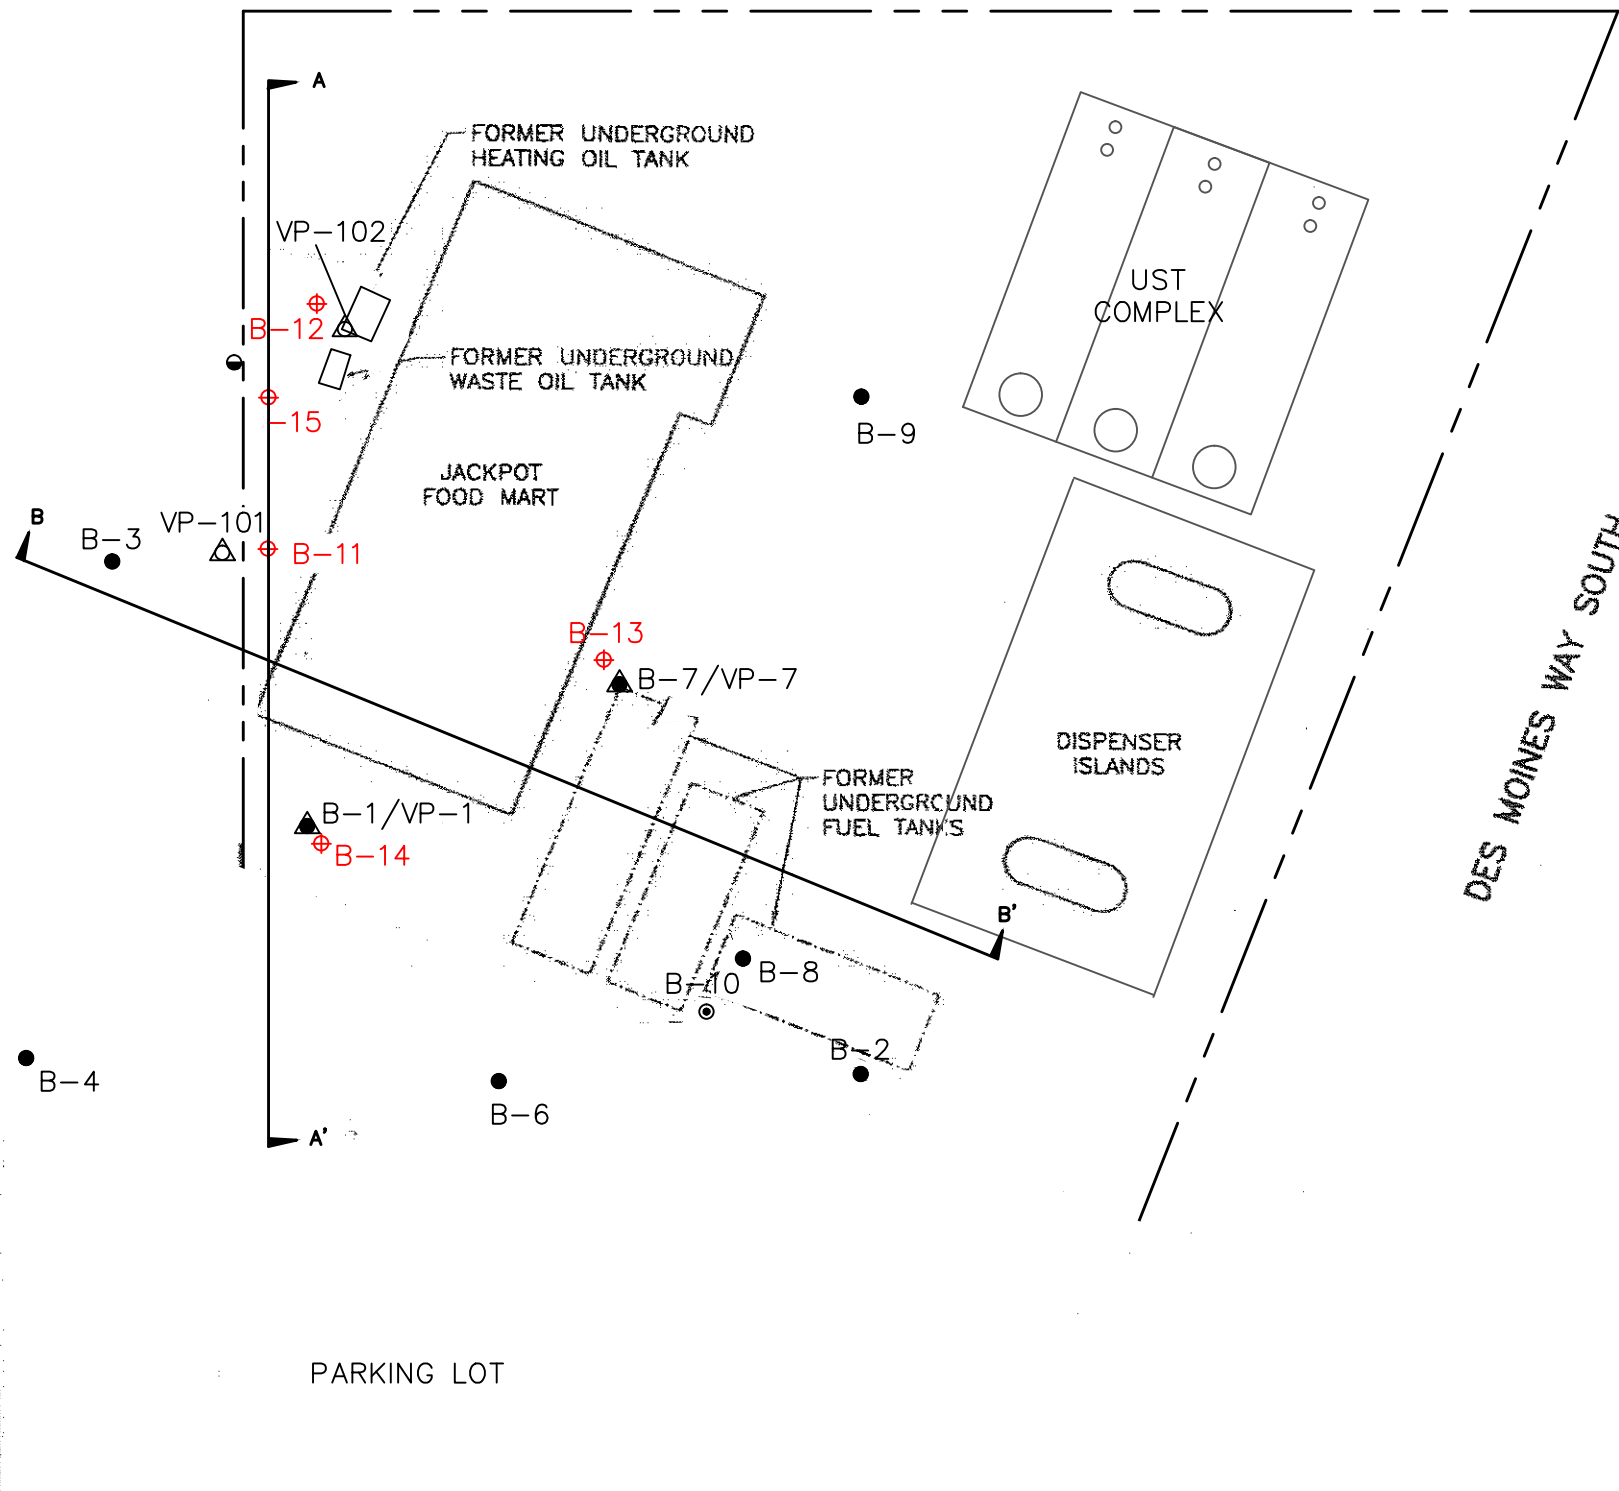 A
FORMER UNDERGROUND
HEATING OIL TANK
VP-102
B-12
UST
COMPLEX
FORMER UNDERGROUND
WASTE OIL TANK
-15
B-9
JACKPOT
FOOD MART
B
B-3
VP-101
B-11
B-13
B-7/VP-7
DES MOINES WAY SOUTH
DISPENSER
ISLANDS
FORMER
UNDERGROUND
FUEL TANKS
B-1/VP-1
B-14
B'
B-8
B-10
B-2
B-4
B-6
A'
PARKING LOT